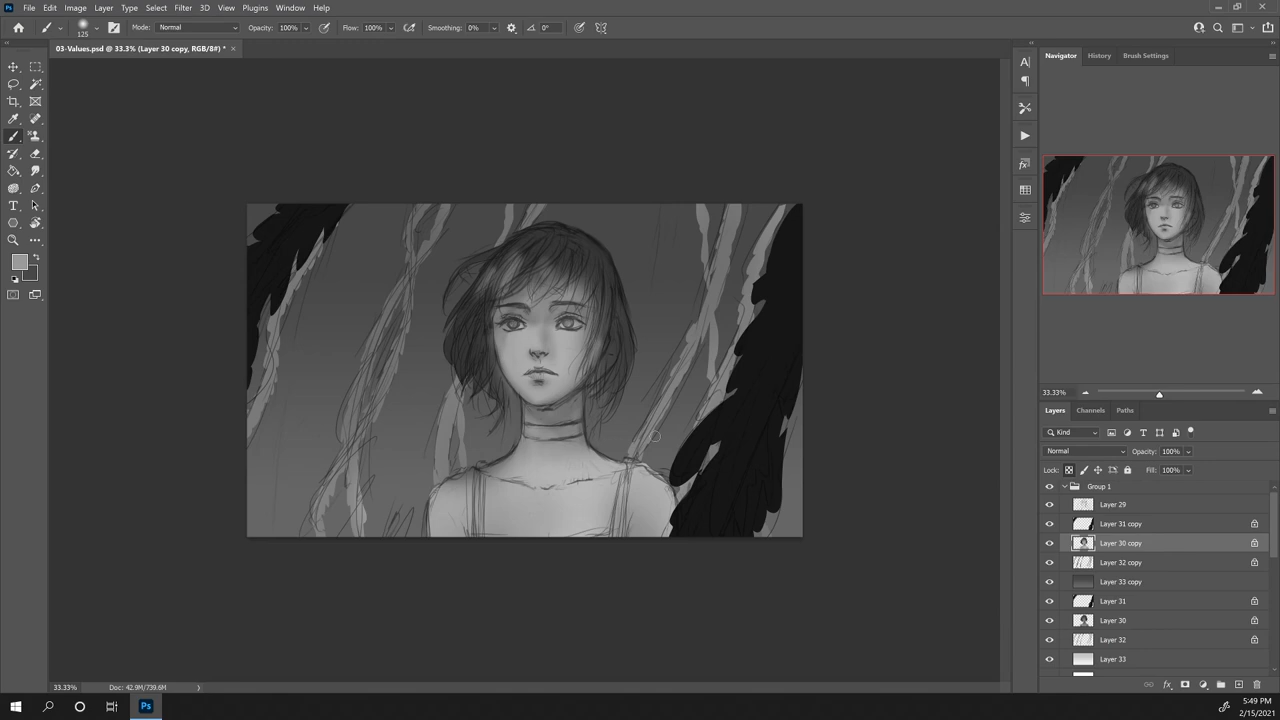 Ps File Edit Image Layer Type Select Filter 3D View Plugins Window Help
125 Mode: Normal Opacity: 100% Flow: 100% Smoothing: 0% 0°
03-Values.psd @ 33.3% (Layer 30 copy, RGB/8#) * ×
Navigator History Brush Settings
33.33%
Layers Channels Paths
Kind
Normal Opacity: 100%
Lock: Fill: 100%
Group 1
Layer 29
Layer 31 copy
Layer 30 copy
Layer 32 copy
Layer 33 copy
Layer 31
Layer 30
Layer 32
Layer 33
33.33% Doc: 42.9M/739.6M
Ps
5:49 PM
2/15/2021